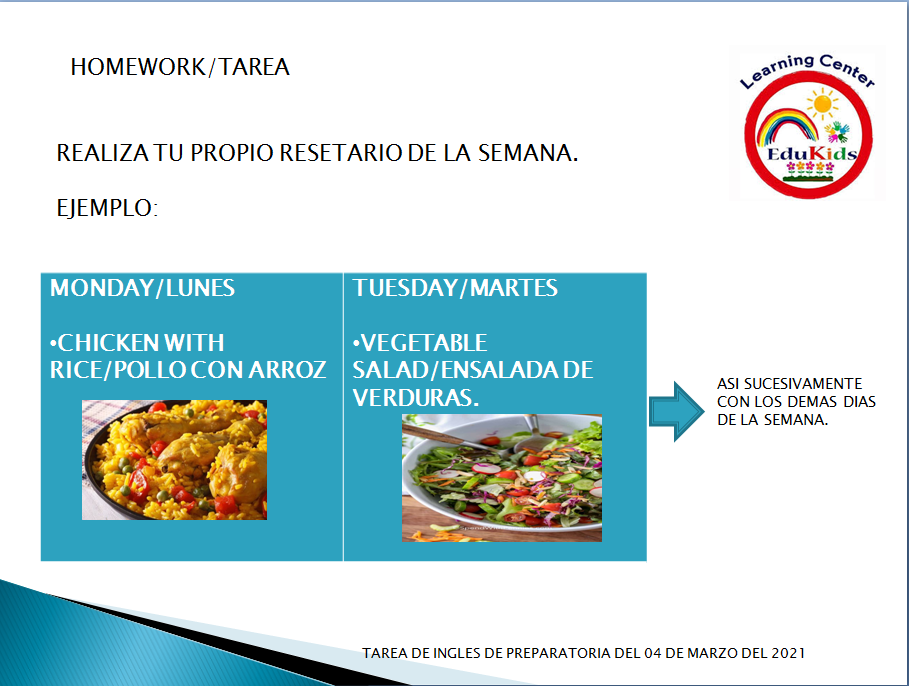 HOMEWORK/TAREA
Learning Center
EduKids
REALIZA TU PROPIO RESETARIO DE LA SEMANA.
EJEMPLO:
MONDAY/LUNES
•CHICKEN WITH
RICE/POLLO CON ARROZ
TUESDAY/MARTES
•VEGETABLE
SALAD/ENSALADA DE
VERDURAS.
ASI SUCESIVAMENTE
CON LOS DEMAS DIAS
DE LA SEMANA.
TAREA DE INGLES DE PREPARATORIA DEL 04 DE MARZO DEL 2021